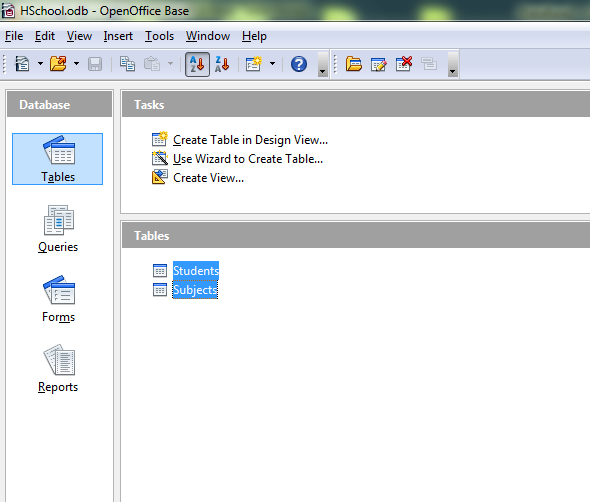 HSchool.odb - OpenOffice Base
File Edit View Insert Tools Window Help
Database
Tables
Queries
Forms
Reports
Tasks
Create Table in Design View...
Use Wizard to Create Table...
Create View...
Tables
Students
Subjects